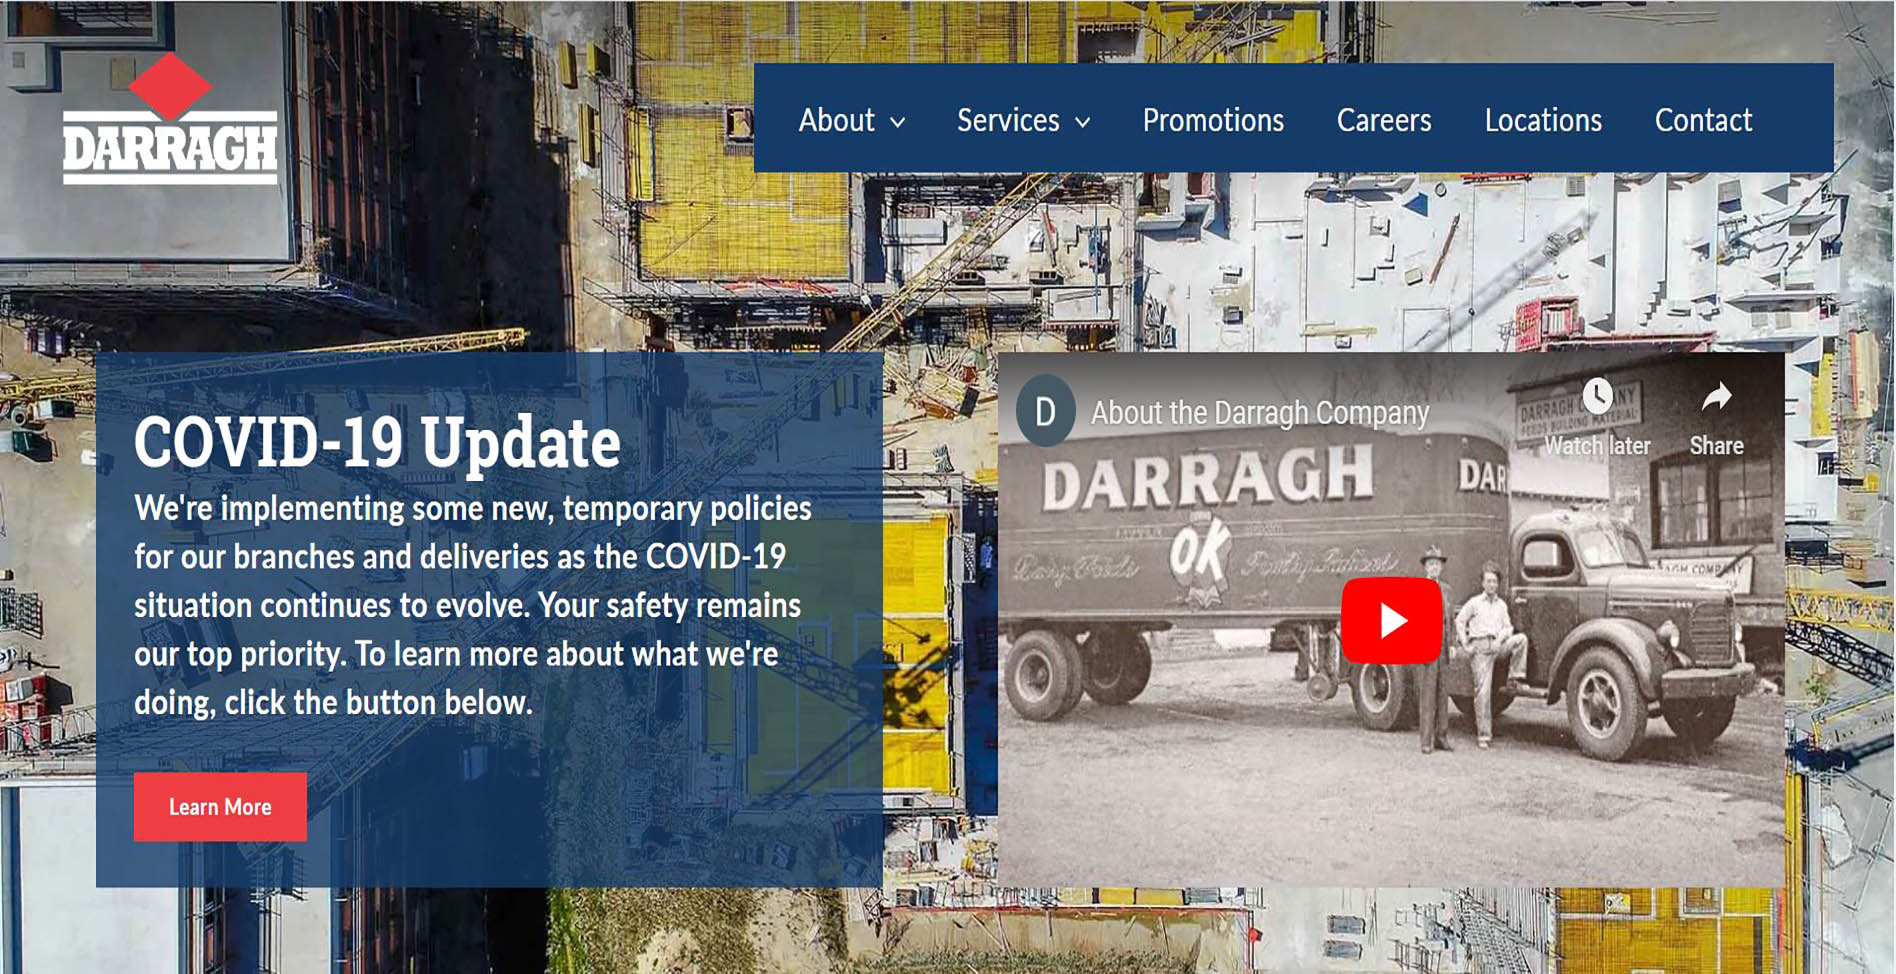 DARRAGH
About
Services
Promotions
Careers
Locations
Contact
COVID-19 Update
We're implementing some new, temporary policies
for our branches and deliveries as the COVID-19
situation continues to evolve. Your safety remains
our top priority. To learn more about what we're
doing, click the button below.
Learn More
D
About the Darragh Company
Watch later
Share
DARRAGH
DAR
OK
BUILDING MATERIAL
COMPANY